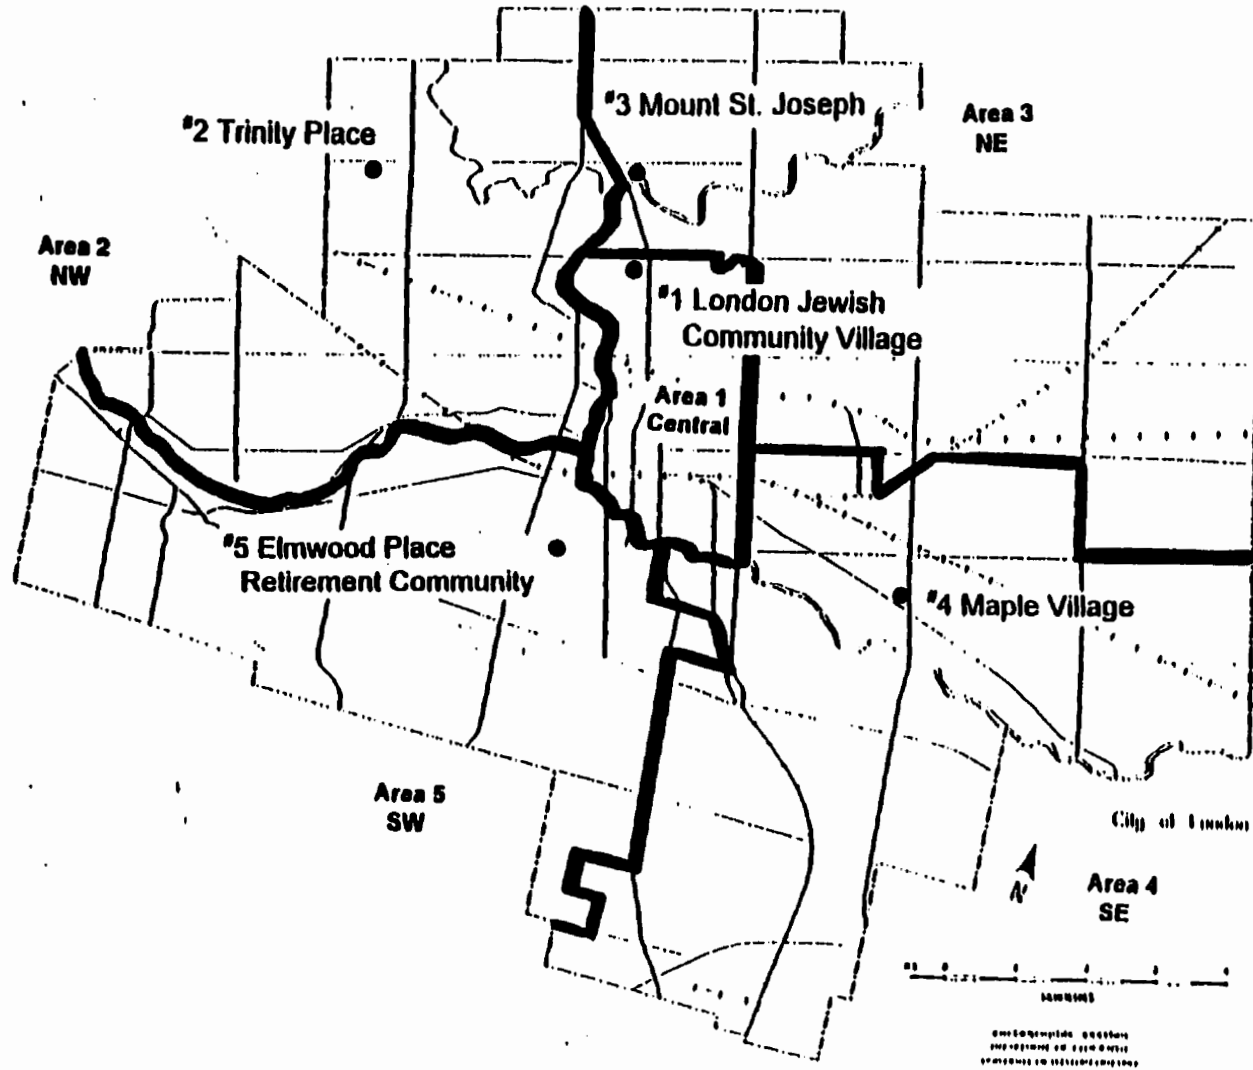 #3 Mount St. Joseph
Area 3
NE
#2 Trinity Place
Area 2
NW
#1 London Jewish
Community Village
Area 1
Central
#5 Elmwood Place
Retirement Community
#4 Maple Village
Area 5
SW
City of London
N
Area 4
SE